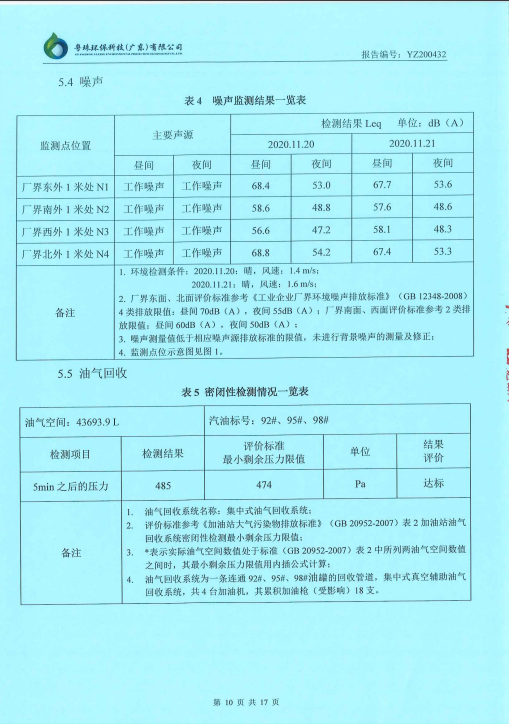 粤珠环保科技(广东)有限公司
报告编号：YZ200432
5.4 噪声
表 4 噪声监测结果一览表
监测点位置 主要声源 检测结果 Leq 单位：dB（A）
2020.11.20 2020.11.21
昼间 夜间 昼间 夜间 昼间 夜间
厂界东外 1 米处 N1 工作噪声 工作噪声 68.4 53.0 67.7 53.6
厂界南外 1 米处 N2 工作噪声 工作噪声 58.6 48.8 57.6 48.6
厂界西外 1 米处 N3 工作噪声 工作噪声 56.6 47.2 58.1 48.3
厂界北外 1 米处 N4 工作噪声 工作噪声 68.8 54.2 67.4 53.3
备注
1. 环境检测条件：2020.11.20：晴，风速：1.4 m/s；
2020.11.21：晴，风速：1.6 m/s；
2. 厂界东面、北面评价标准参考《工业企业厂界环境噪声排放标准》（GB 12348-2008）
4 类排放限值：昼间 70dB（A），夜间 55dB（A）；厂界南面、西面评价标准参考 2 类排
放限值：昼间 60dB（A），夜间 50dB（A）；
3. 噪声测量值低于相应噪声源排放标准的限值，未进行背景噪声的测量及修正；
4. 监测点位示意图见图 1。
5.5 油气回收
表 5 密闭性检测情况一览表
油气空间：43693.9 L 汽油标号：92#、95#、98#
检测项目 检测结果 评价标准 最小剩余压力限值 单位 结果 评价
5min 之后的压力 485 474 Pa 达标
备注
1. 油气回收系统名称：集中式油气回收系统；
2. 评价标准参考《加油站大气污染物排放标准》（GB 20952-2007）表 2 加油站油气
回收系统密闭性检测最小剩余压力限值；
3. *表示实际油气空间数值处于标准（GB 20952-2007）表 2 中所列两油气空间数值
之间时，其最小剩余压力限值用内插公式计算；
4. 油气回收系统为一条连通 92#、95#、98#油罐的回收管道，集中式真空辅助油气
回收系统，共 4 台加油机，其累积加油枪（受影响）18 支。
第 10 页 共 17 页